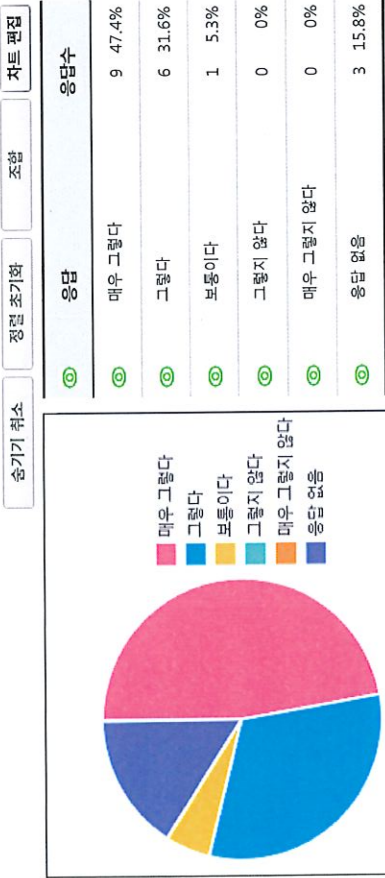 숨기기 취소 정렬 초기화 조합 차트 편집
응답 응답수
매우 그렇다 9 47.4%
그렇다 6 31.6%
보통이다 1 5.3%
그렇지 않다 0 0%
매우 그렇지 않다 0 0%
응답 없음 3 15.8%
매우 그렇다
그렇다
보통이다
그렇지 않다
매우 그렇지 않다
응답 없음